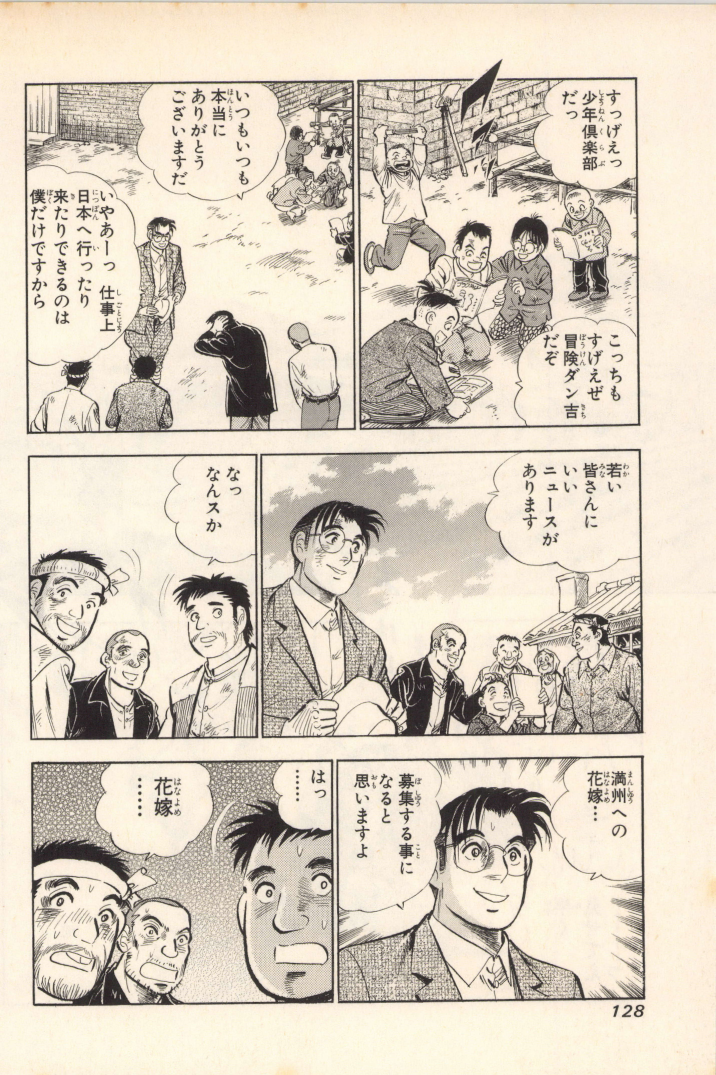 すっげえっ
少年倶楽部
だっ
こっちも
すげえぜ
冒険ダン吉
だぞ
いつもいつも
本当に
ありがとう
ございますだ
いやあーっ 仕事上
日本へ行ったり
来たりできるのは
僕だけですから
若い
皆さんに
いい
ニュースが
あります
なっ
なんスか
満州への
花嫁…
募集する事に
なると
思いますよ
はっ
……
花嫁
……
128